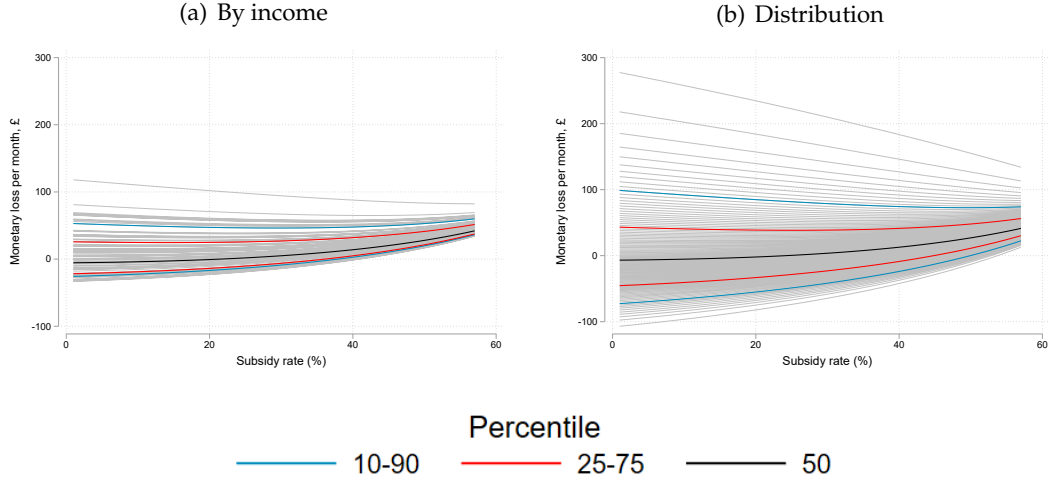 (a) By income
300
200
100
0
-100
Monetary loss per month, £
0 20 40 60
Subsidy rate (%)
(b) Distribution
300
200
100
0
-100
Monetary loss per month, £
0 20 40 60
Subsidy rate (%)
Percentile
10-90 25-75 50